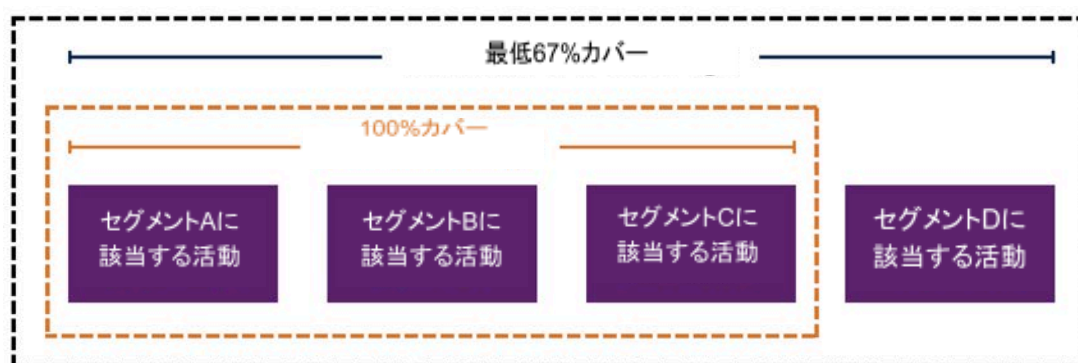 最低67%カバー
100%カバー
セグメントAに
該当する活動
セグメントBに
該当する活動
セグメントCに
該当する活動
セグメントDに
該当する活動